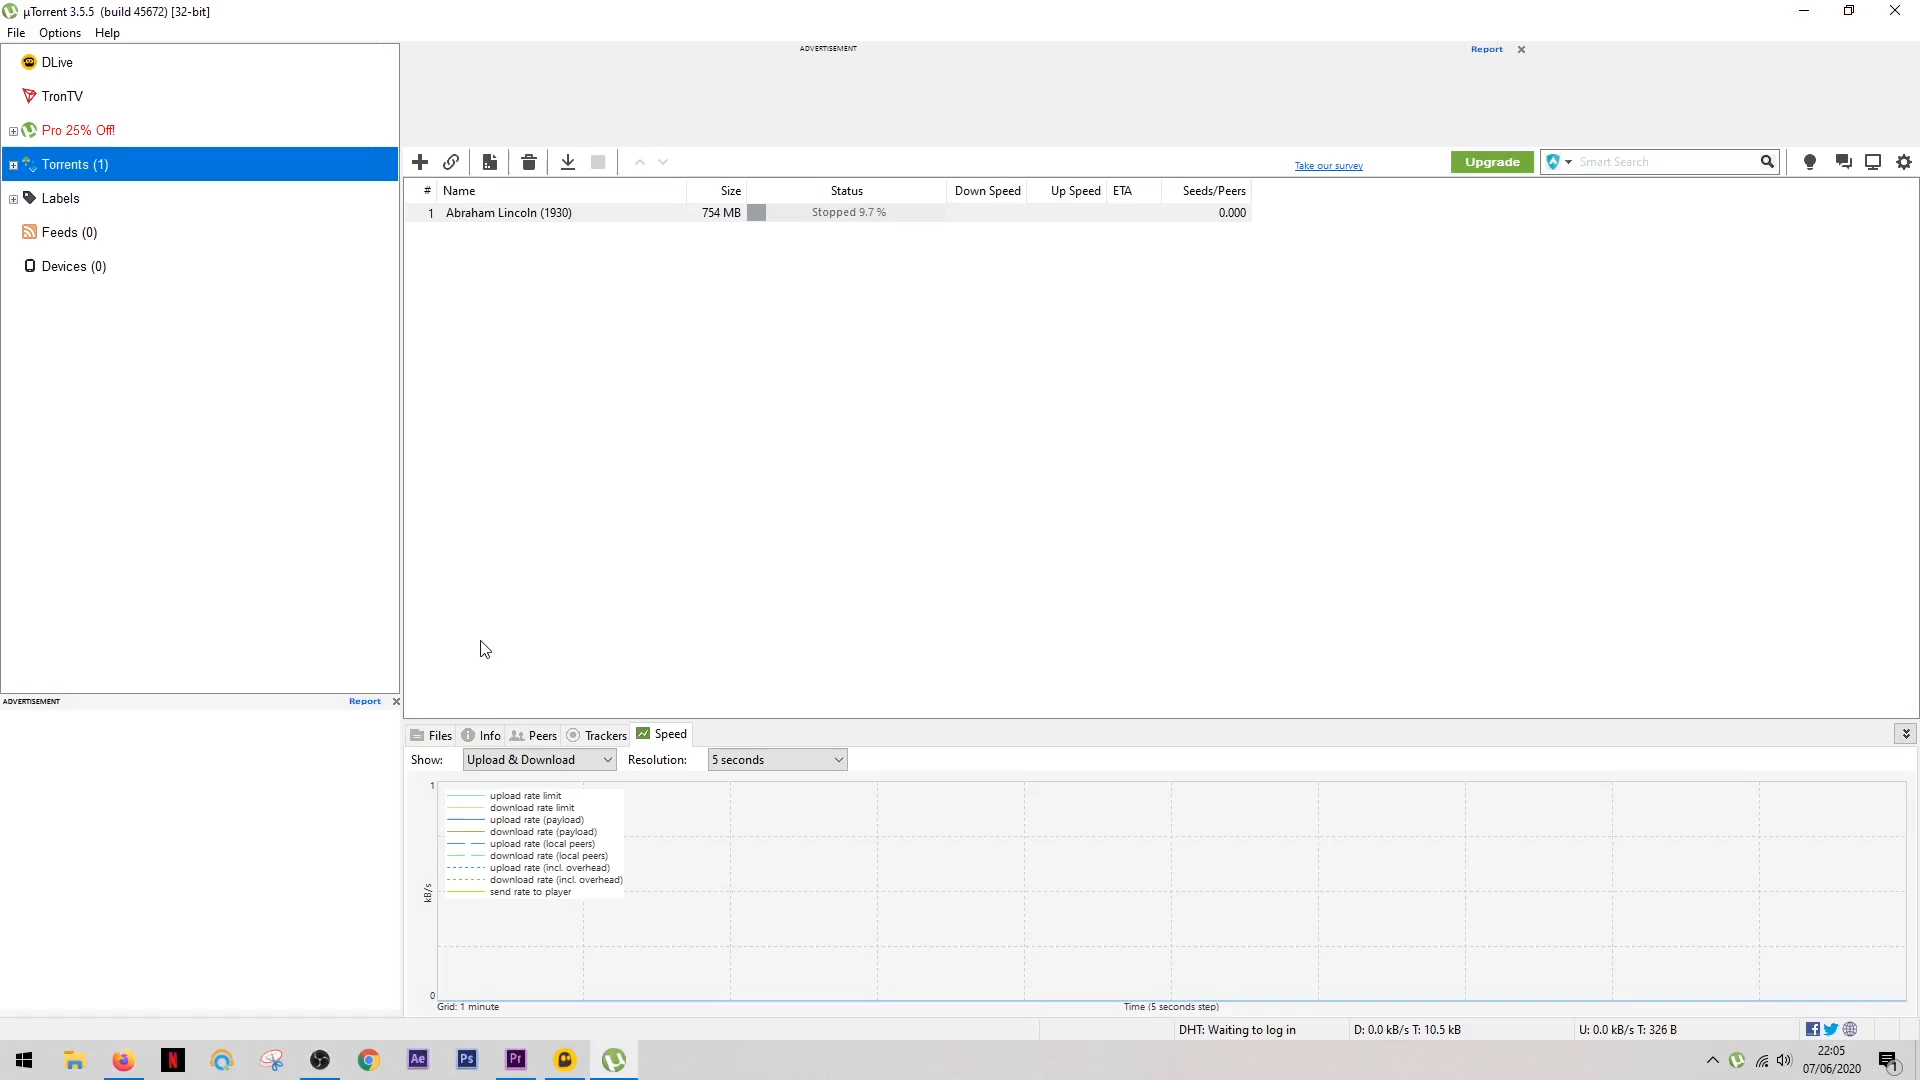 µTorrent 3.5.5  (build 45672) [32-bit]
File Options Help
DLive
TronTV
Pro 25% Off!
Torrents (1)
Labels
Feeds (0)
Devices (0)
ADVERTISEMENT
Report
ADVERTISEMENT Report
Take our survey Upgrade Smart Search
# Name Size Status Down Speed Up Speed ETA Seeds/Peers
1 Abraham Lincoln (1930) 754 MB Stopped 9.7 % 0.000
Files Info Peers Trackers Speed
Show: Upload & Download Resolution: 5 seconds
1
upload rate limit
download rate limit
upload rate (payload)
download rate (payload)
upload rate (local peers)
download rate (local peers)
upload rate (incl. overhead)
download rate (incl. overhead)
send rate to player
kB/s
0
Grid: 1 minute Time (5 seconds step)
DHT: Waiting to log in D: 0.0 kB/s T: 10.5 kB U: 0.0 kB/s T: 326 B
N Ae Ps Pr
22:05
07/06/2020
1